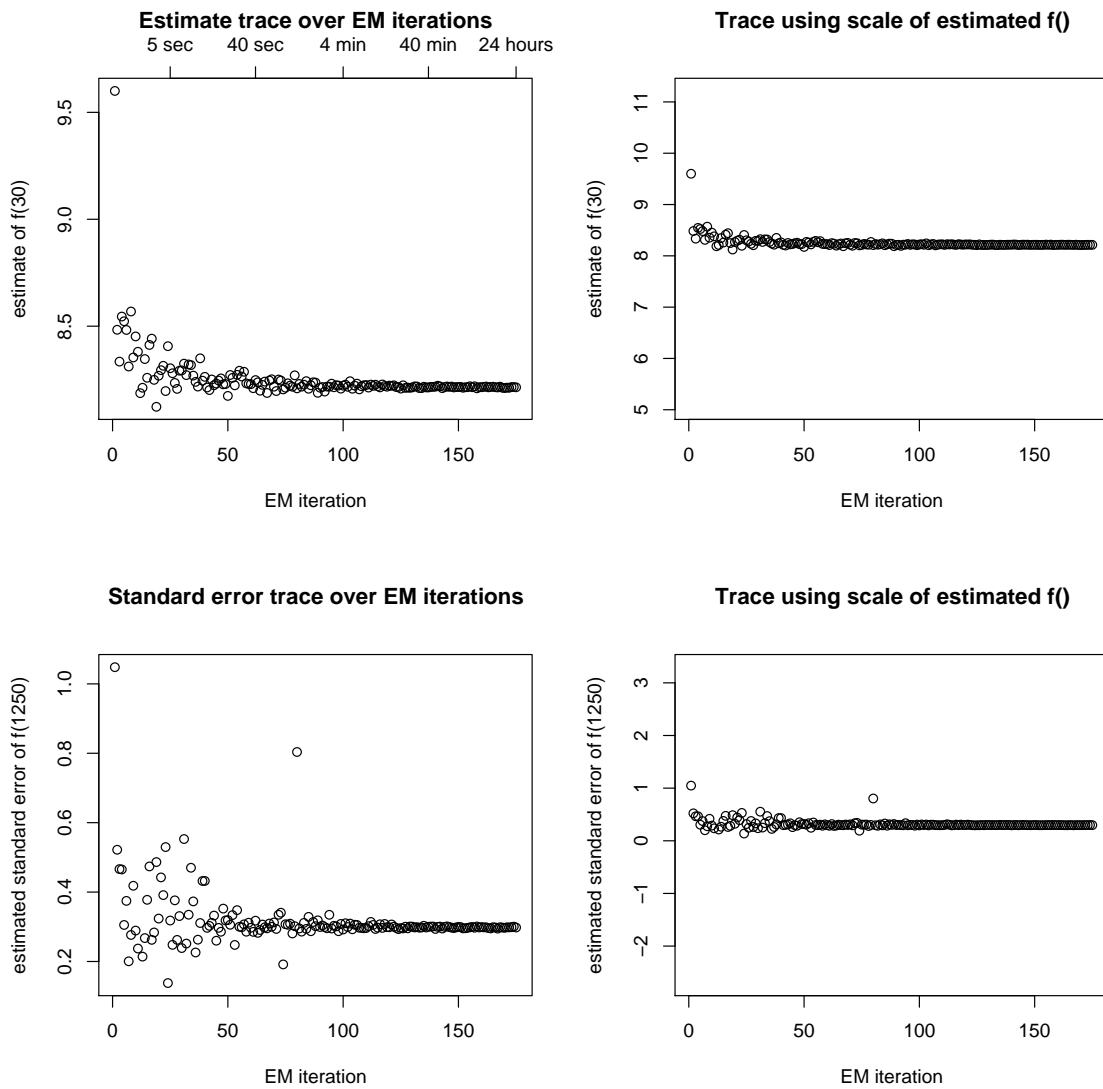 Estimate trace over EM iterations
5 sec 40 sec 4 min 40 min 24 hours
9.5
9.0
8.5
estimate of f(30)
0 50 100 150
EM iteration
Trace using scale of estimated f()
11
10
9
8
7
6
5
estimate of f(30)
0 50 100 150
EM iteration
Standard error trace over EM iterations
1.0
0.8
0.6
0.4
0.2
estimated standard error of f(1250)
0 50 100 150
EM iteration
Trace using scale of estimated f()
3
2
1
0
-1
-2
estimated standard error of f(1250)
0 50 100 150
EM iteration